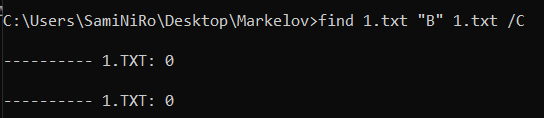 C:\Users\SamiNiRo\Desktop\Markelov>find 1.txt "B" 1.txt /C
---------- 1.TXT: 0
---------- 1.TXT: 0